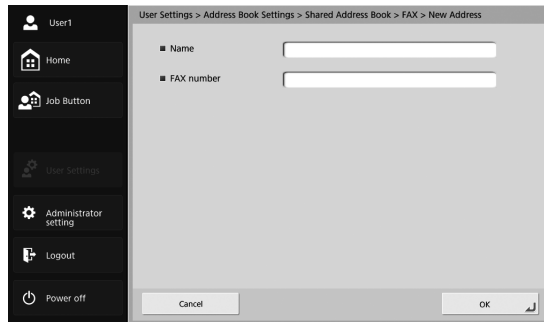 User1
Home
Job Button
User Settings
Administrator
setting
Logout
Power off
User Settings > Address Book Settings > Shared Address Book > FAX > New Address
Name
FAX number
Cancel
OK